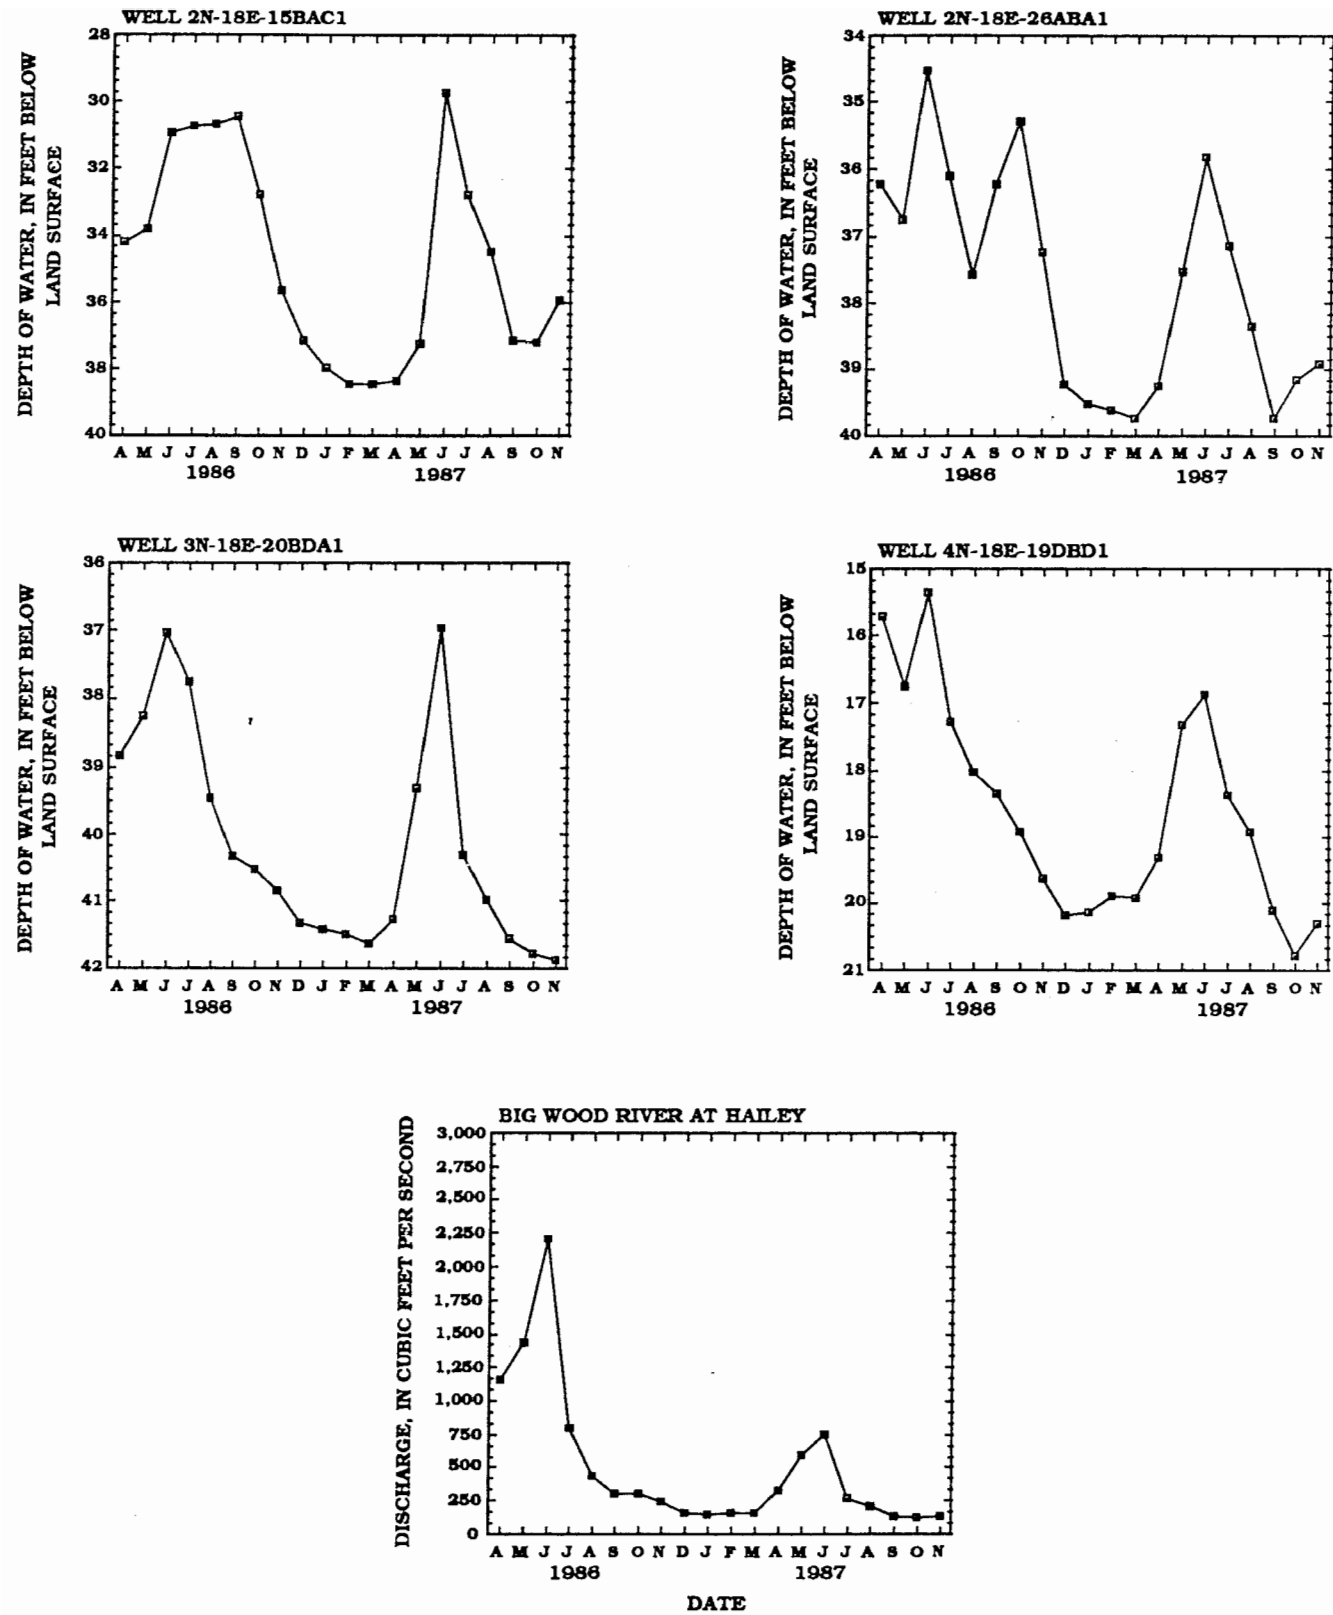 WELL 2N-18E-15BAC1
DEPTH OF WATER, IN FEET BELOW
LAND SURFACE
28
30
32
34
36
38
40
A M J J A S O N D J F M A M J J A S O N
1986 1987
WELL 2N-18E-26ABA1
DEPTH OF WATER, IN FEET BELOW
LAND SURFACE
34
35
36
37
38
39
40
A M J J A S O N D J F M A M J J A S O N
1986 1987
WELL 3N-18E-20BDA1
DEPTH OF WATER, IN FEET BELOW
LAND SURFACE
36
37
38
39
40
41
42
A M J J A S O N D J F M A M J J A S O N
1986 1987
WELL 4N-18E-19DBD1
DEPTH OF WATER, IN FEET BELOW
LAND SURFACE
15
16
17
18
19
20
21
A M J J A S O N D J F M A M J J A S O N
1986 1987
BIG WOOD RIVER AT HAILEY
DISCHARGE, IN CUBIC FEET PER SECOND
3,000
2,750
2,500
2,250
2,000
1,750
1,500
1,250
1,000
750
500
250
0
A M J J A S O N D J F M A M J J A S O N
1986 1987
DATE